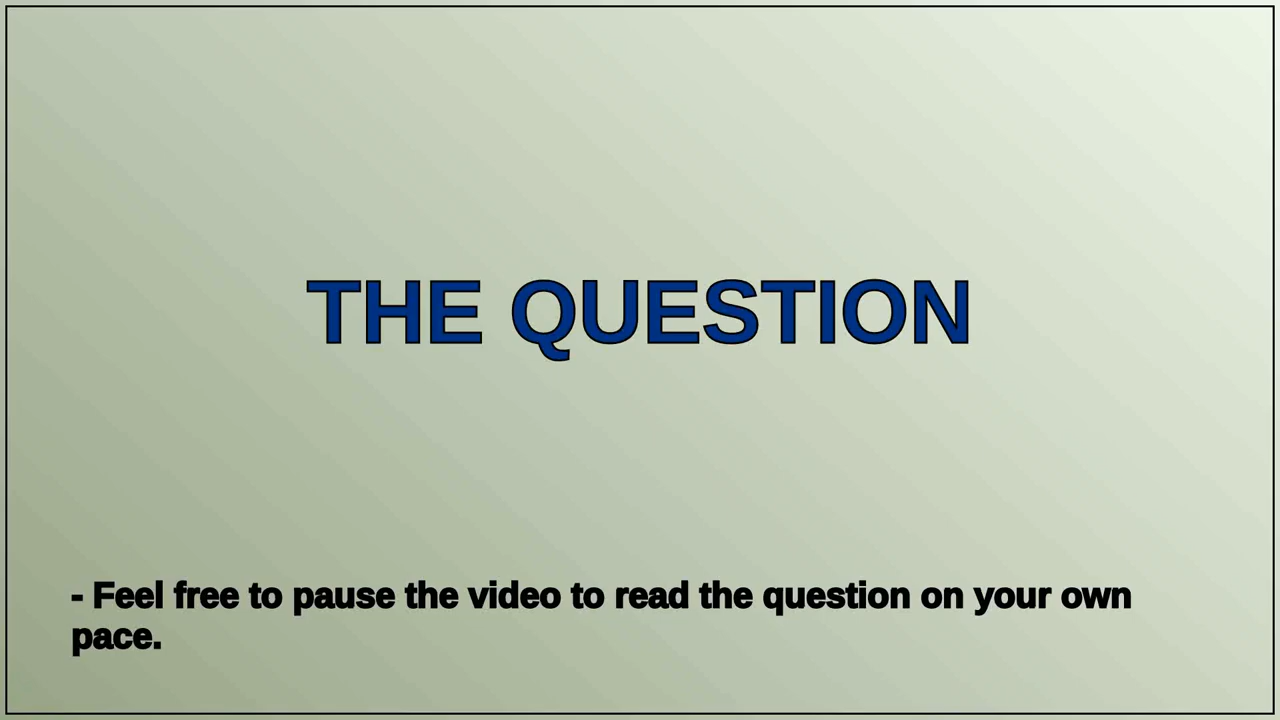 THE QUESTION
- Feel free to pause the video to read the question on your own
pace.